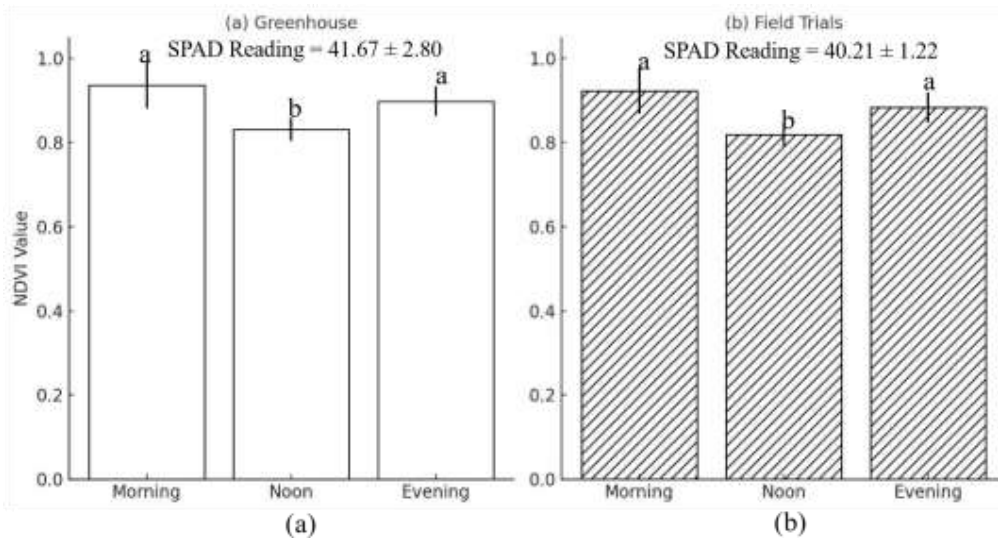 (a) Greenhouse
SPAD Reading = 41.67 ± 2.80
1.0
0.8
0.6
0.4
0.2
0.0
NDVI Value
a
b
a
Morning Noon Evening
(a)
(b) Field Trials
SPAD Reading = 40.21 ± 1.22
1.0
0.8
0.6
0.4
0.2
0.0
a
b
a
Morning Noon Evening
(b)